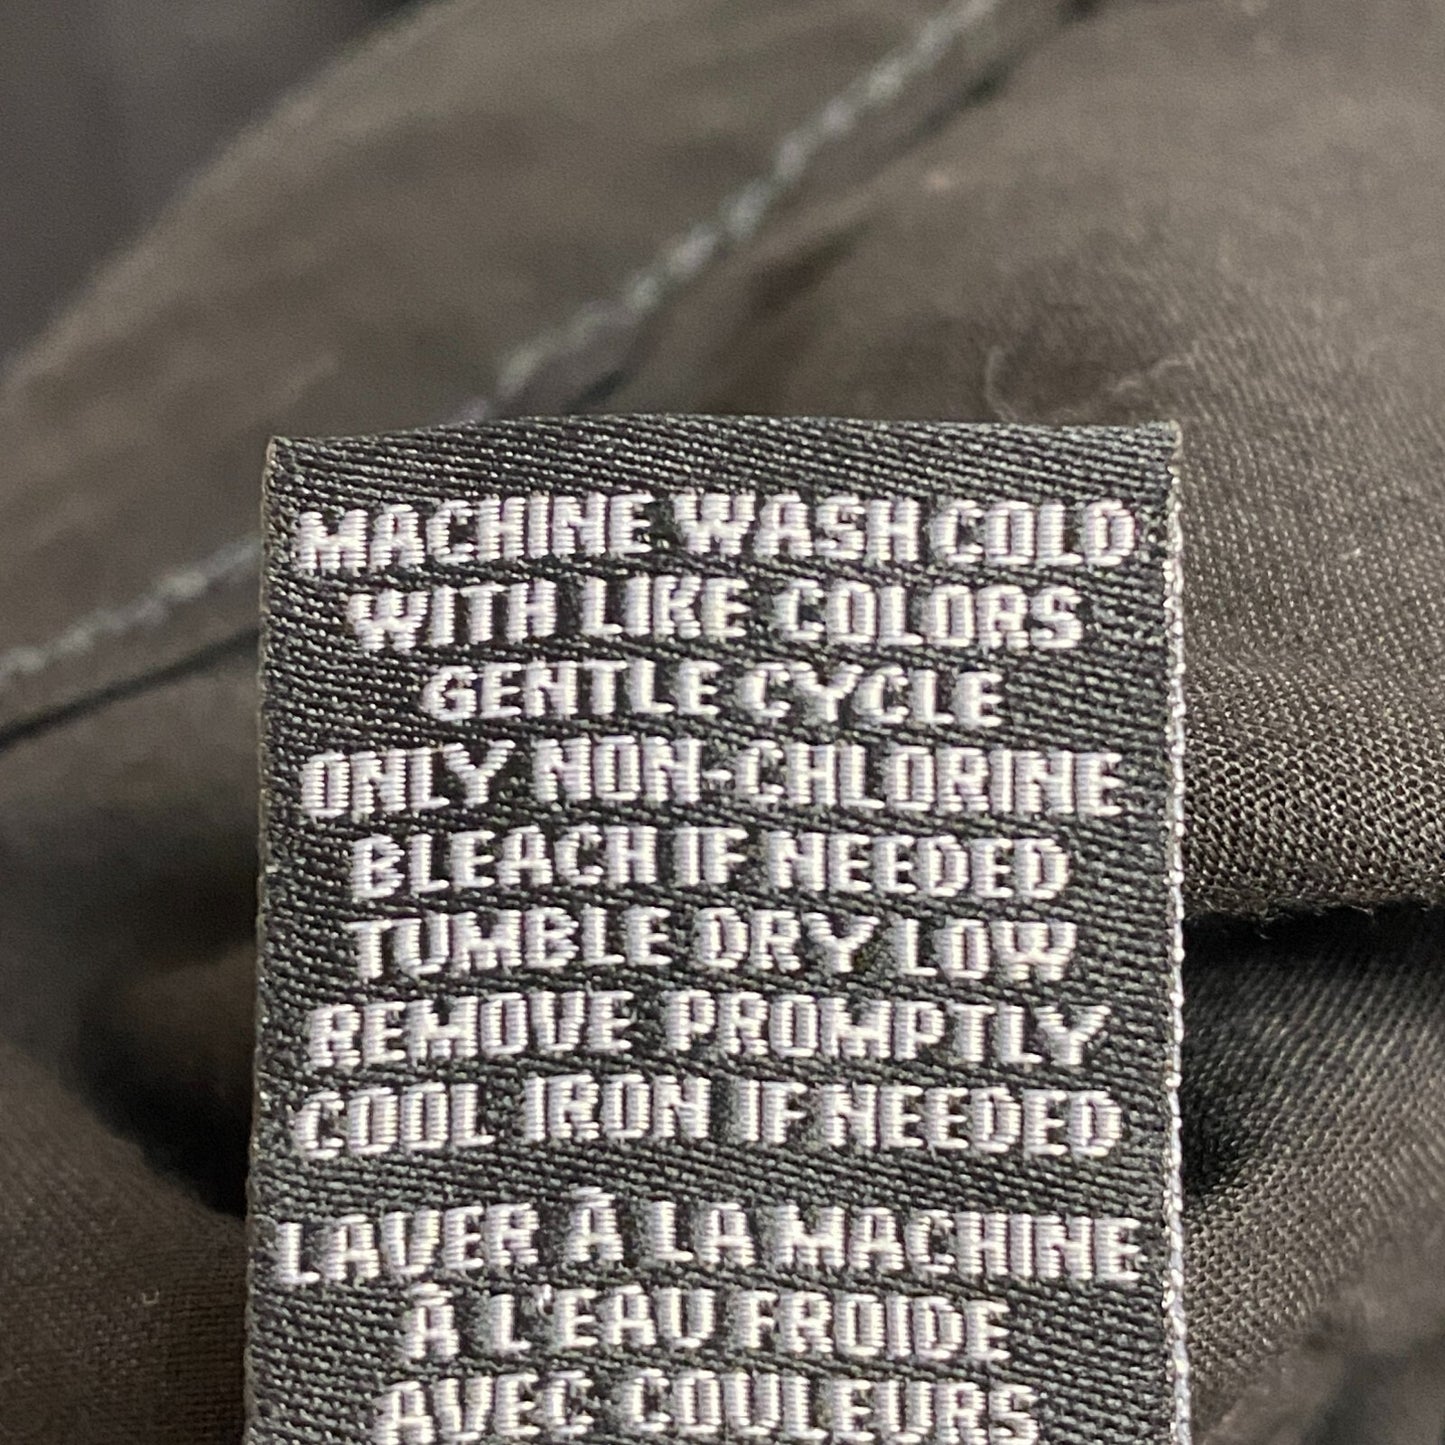 MACHINE WASH COLD
WITH LIKE COLORS
GENTLE CYCLE
ONLY NON-CHLORINE
BLEACH IF NEEDED
TUMBLE DRY LOW
REMOVE PROMPTLY
COOL IRON IF NEEDED
LAVER À LA MACHINE
À L'EAU FROIDE
AVEC COULEURS